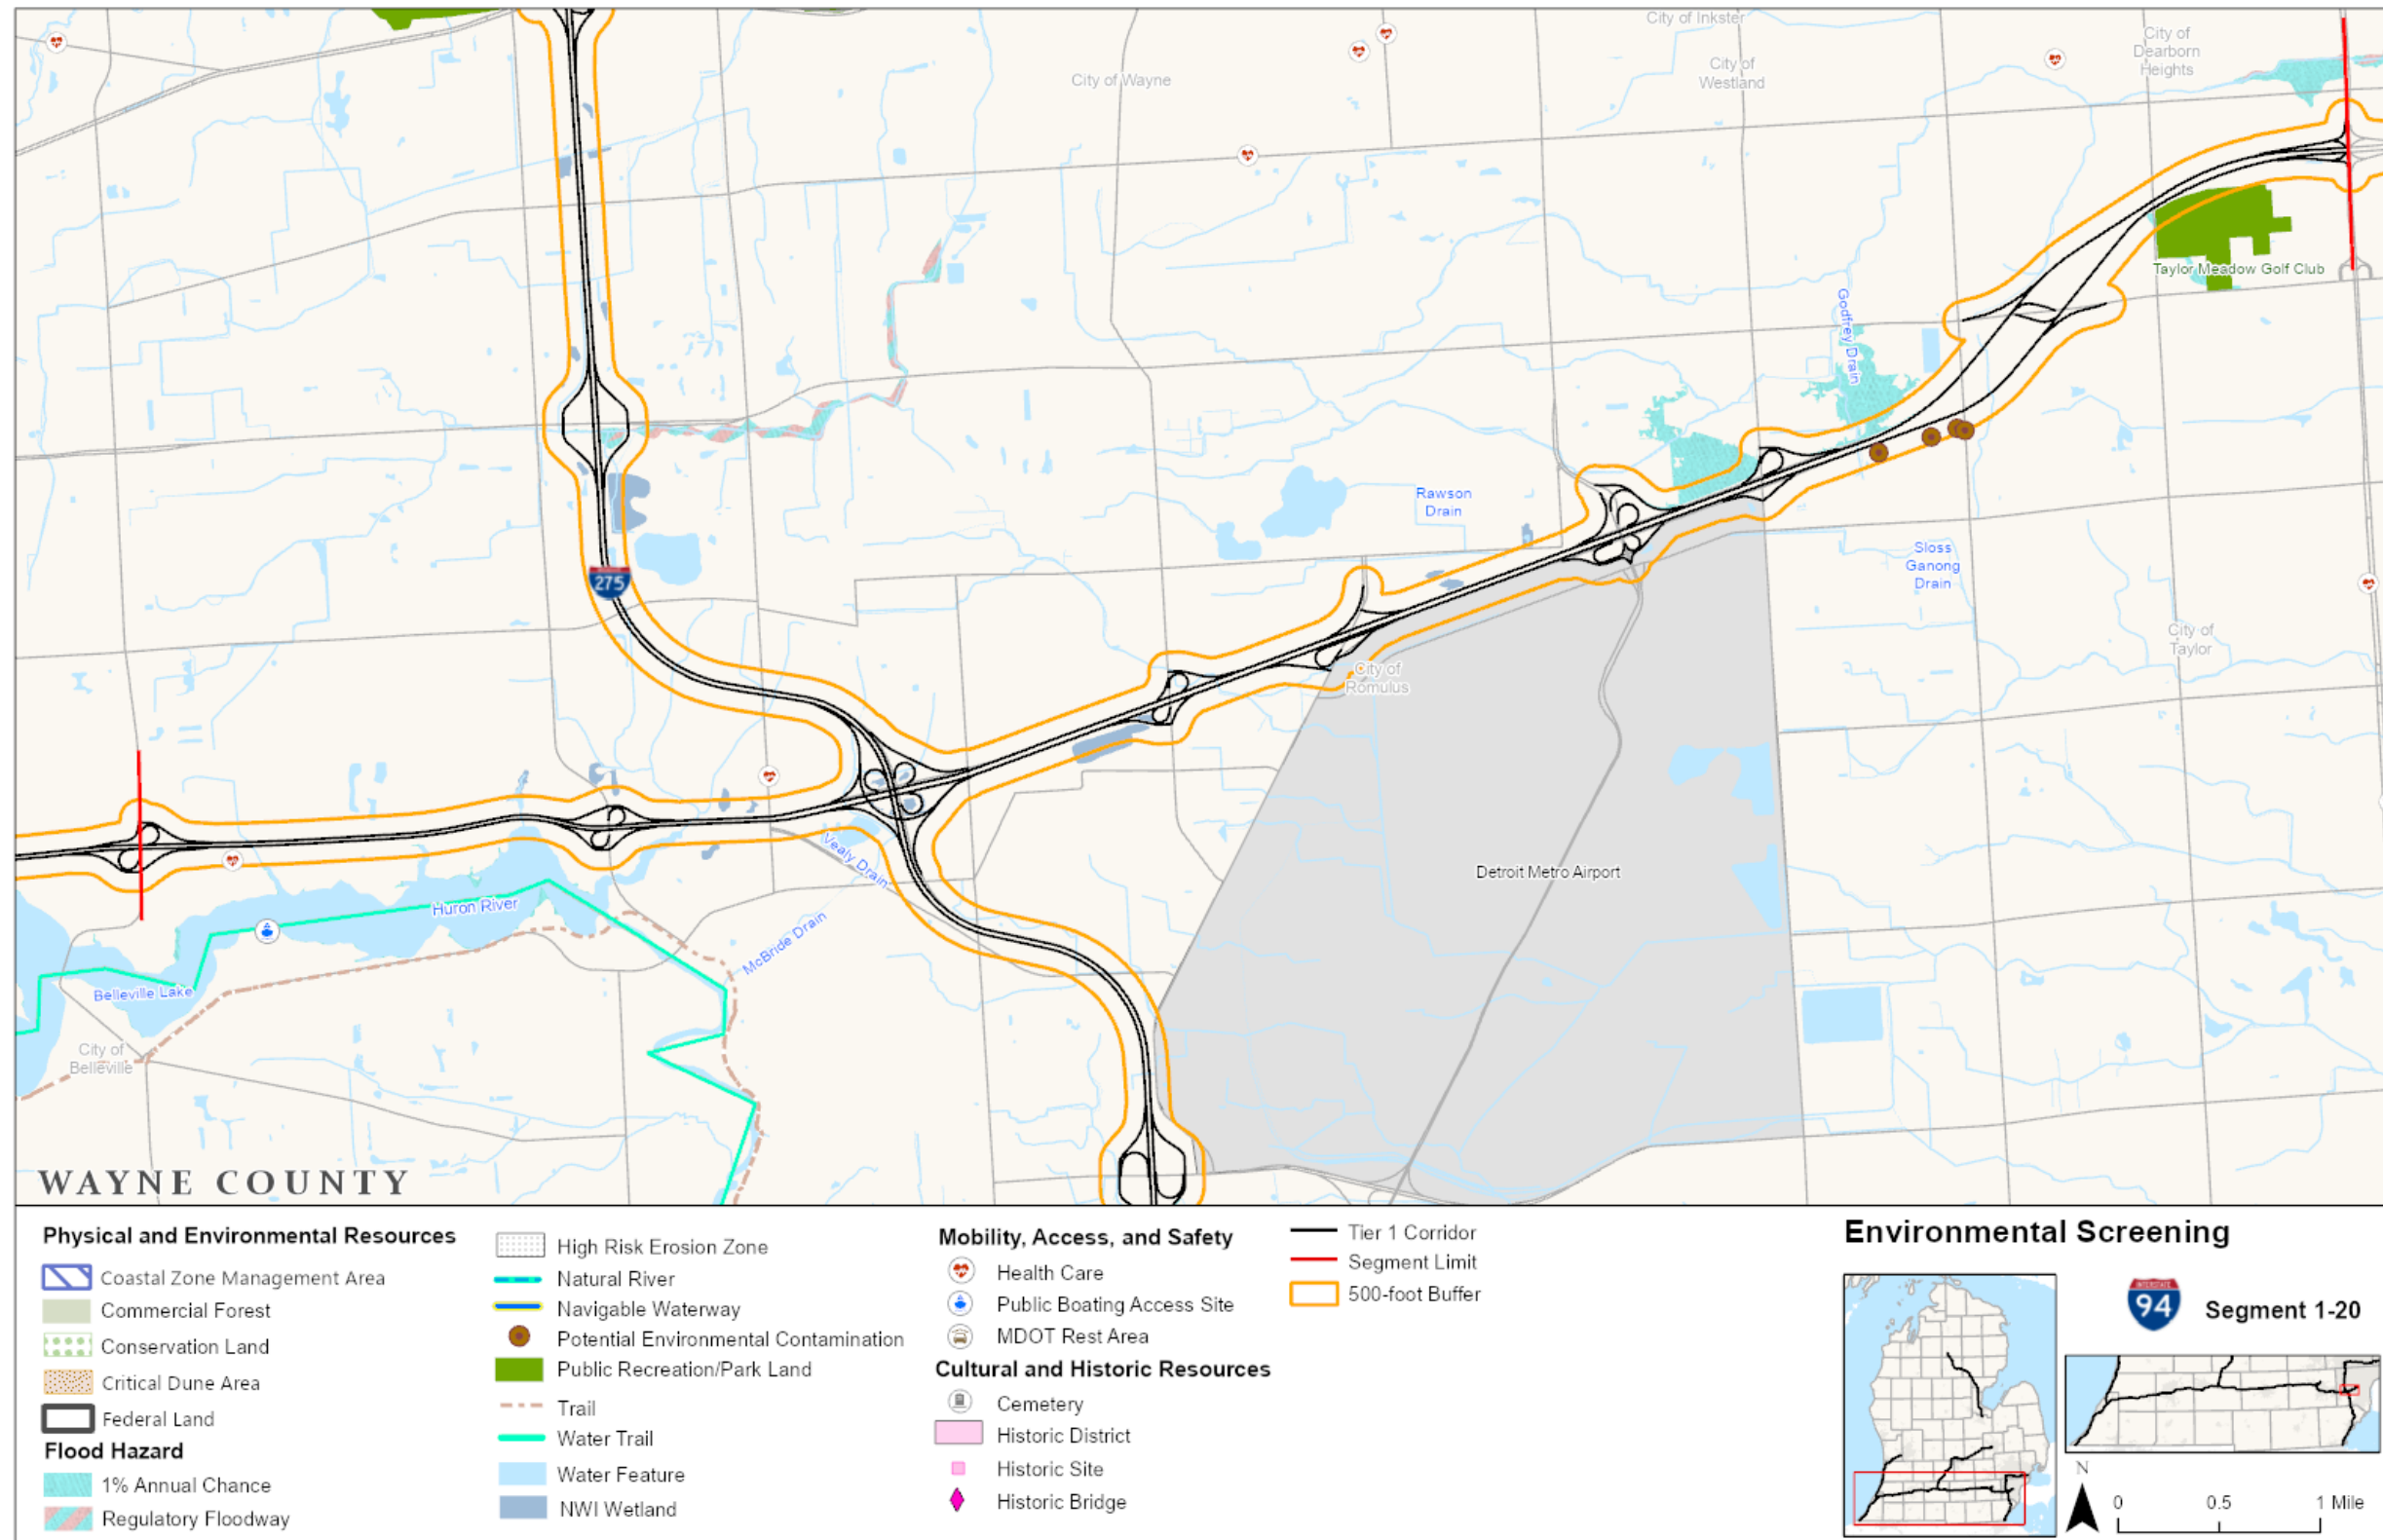 City of Inkster
City of
Dearborn
Heights
City of
Westland
City of Wayne
Taylor Meadow Golf Club
Godfrey Drain
Rawson
Drain
Sloss
Ganong
Drain
275
City of
Taylor
City of
Romulus
Vealy Drain
Detroit Metro Airport
Huron River
McBride Drain
Belleville Lake
City of
Belleville
WAYNE COUNTY
Physical and Environmental Resources
Coastal Zone Management Area
Commercial Forest
Conservation Land
Critical Dune Area
Federal Land
Flood Hazard
1% Annual Chance
Regulatory Floodway
High Risk Erosion Zone
Natural River
Navigable Waterway
Potential Environmental Contamination
Public Recreation/Park Land
Trail
Water Trail
Water Feature
NWI Wetland
Mobility, Access, and Safety
Health Care
Public Boating Access Site
MDOT Rest Area
Cultural and Historic Resources
Cemetery
Historic District
Historic Site
Historic Bridge
Tier 1 Corridor
Segment Limit
500-foot Buffer
Environmental Screening
INTERSTATE
94
Segment 1-20
N
0 0.5 1 Mile